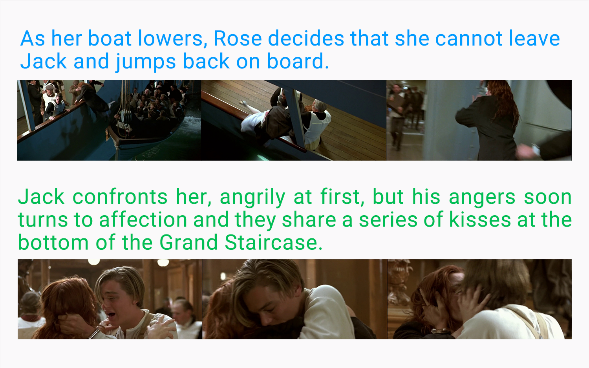 As her boat lowers, Rose decides that she cannot leave
Jack and jumps back on board.
Jack confronts her, angrily at first, but his angers soon
turns to affection and they share a series of kisses at the
bottom of the Grand Staircase.